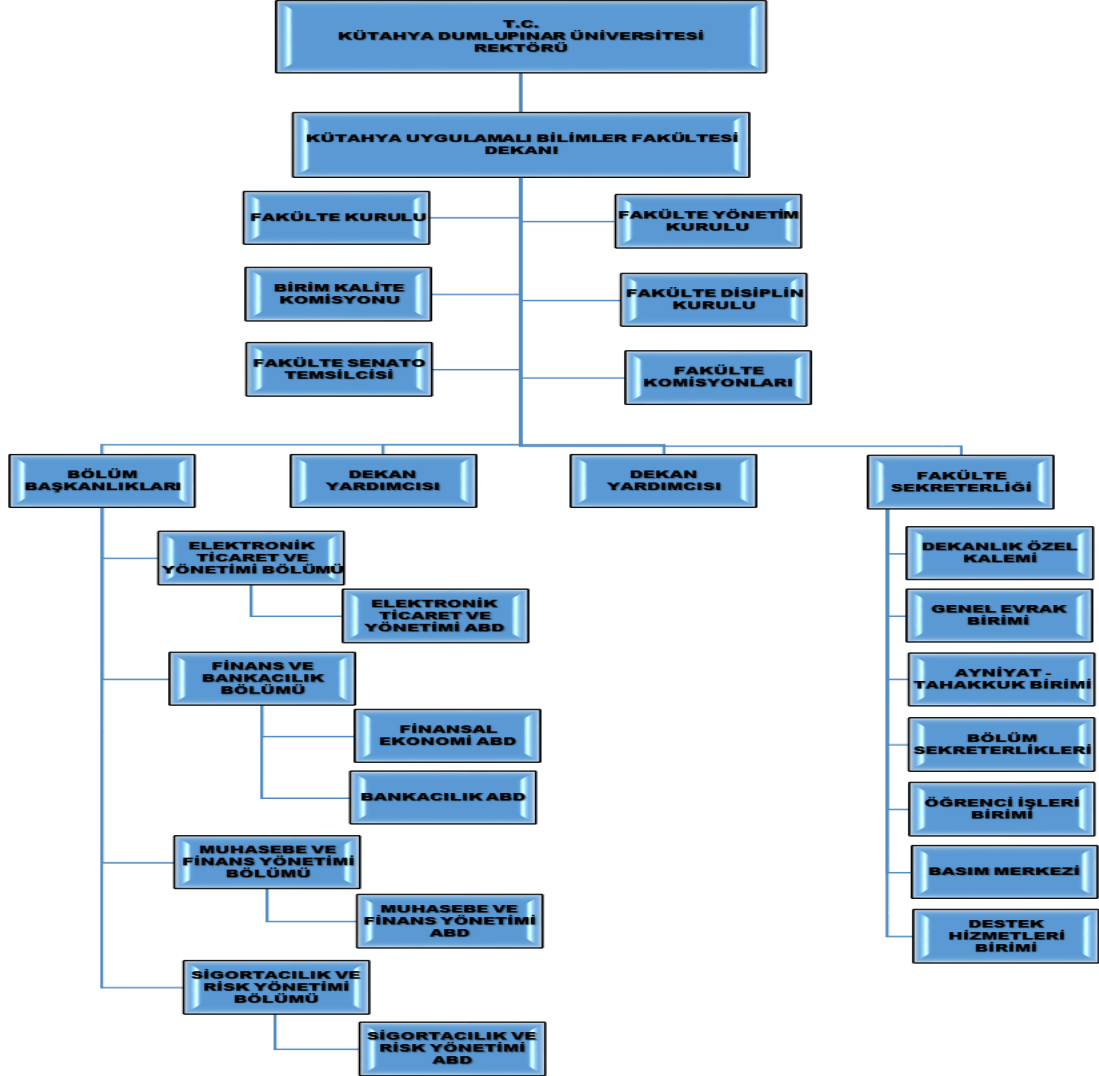 T.C.
KÜTAHYA DUMLUPINAR ÜNİVERSİTESİ
REKTÖRÜ
KÜTAHYA UYGULAMALI BİLİMLER FAKÜLTESİ
DEKANI
FAKÜLTE KURULU
FAKÜLTE YÖNETİM
KURULU
BİRİM KALİTE
KOMİSYONU
FAKÜLTE DİSİPLİN
KURULU
FAKÜLTE SENATO
TEMSİLCİSİ
FAKÜLTE
KOMİSYONLARI
BÖLÜM
BAŞKANLIKLARI
DEKAN
YARDIMCISI
DEKAN
YARDIMCISI
FAKÜLTE
SEKRETERLİĞİ
ELEKTRONİK
TİCARET VE
YÖNETİMİ BÖLÜMÜ
ELEKTRONİK
TİCARET VE
YÖNETİMİ ABD
FİNANS VE
BANKACILIK
BÖLÜMÜ
FİNANSAL
EKONOMİ ABD
BANKACILIK ABD
MUHASEBE VE
FİNANS YÖNETİMİ
BÖLÜMÜ
MUHASEBE VE
FİNANS YÖNETİMİ
ABD
SİGORTACILIK VE
RİSK YÖNETİMİ
BÖLÜMÜ
SİGORTACILIK VE
RİSK YÖNETİMİ
ABD
DEKANLIK ÖZEL
KALEMİ
GENEL EVRAK
BİRİMİ
AYNİYAT -
TAHAKKUK BİRİMİ
BÖLÜM
SEKRETERLİKLERİ
ÖĞRENCİ İŞLERİ
BİRİMİ
BASIM MERKEZİ
DESTEK
HİZMETLERİ
BİRİMİ